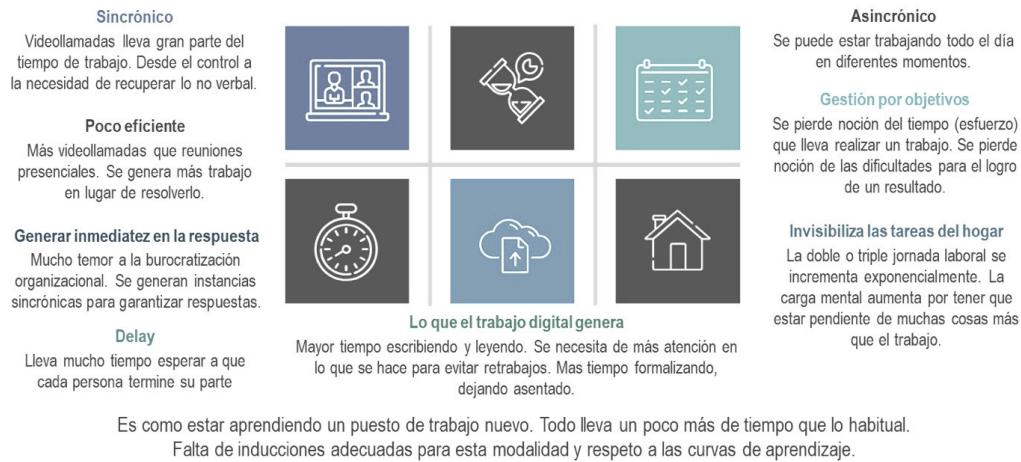 Sincrónico
Videollamadas lleva gran parte del
tiempo de trabajo. Desde el control a
la necesidad de recuperar lo no verbal.
Poco eficiente
Más videollamadas que reuniones
presenciales. Se genera más trabajo
en lugar de resolverlo.
Generar inmediatez en la respuesta
Mucho temor a la burocratización
organizacional. Se generan instancias
sincrónicas para garantizar respuestas.
Delay
Lleva mucho tiempo esperar a que
cada persona termine su parte
Lo que el trabajo digital genera
Mayor tiempo escribiendo y leyendo. Se necesita de más atención en
lo que se hace para evitar retrabajos. Mas tiempo formalizando,
dejando asentado.
Asincrónico
Se puede estar trabajando todo el día
en diferentes momentos.
Gestión por objetivos
Se pierde noción del tiempo (esfuerzo)
que lleva realizar un trabajo. Se pierde
noción de las dificultades para el logro
de un resultado.
Invisibiliza las tareas del hogar
La doble o triple jornada laboral se
incrementa exponencialmente. La
carga mental aumenta por tener que
estar pendiente de muchas cosas más
que el trabajo.
Es como estar aprendiendo un puesto de trabajo nuevo. Todo lleva un poco más de tiempo que lo habitual.
Falta de inducciones adecuadas para esta modalidad y respeto a las curvas de aprendizaje.